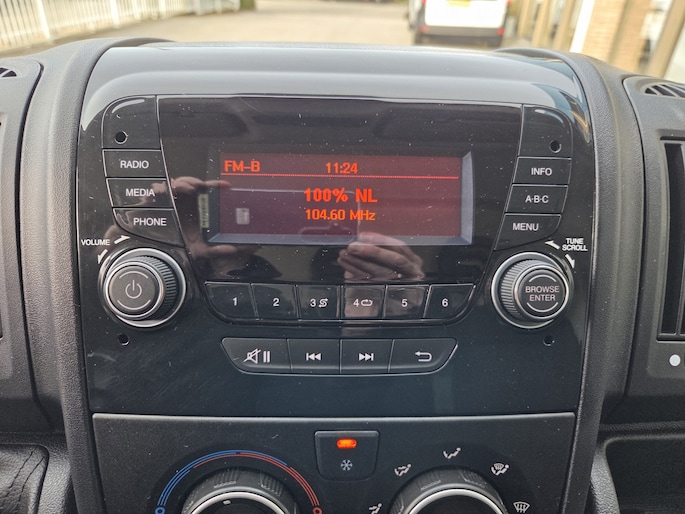 FM-B 11:24
100% NL
104.60 MHz
RADIO
MEDIA
PHONE
INFO
A·B·C
MENU
VOLUME
TUNE
SCROLL
BROWSE
ENTER
1 2 3 4 5 6